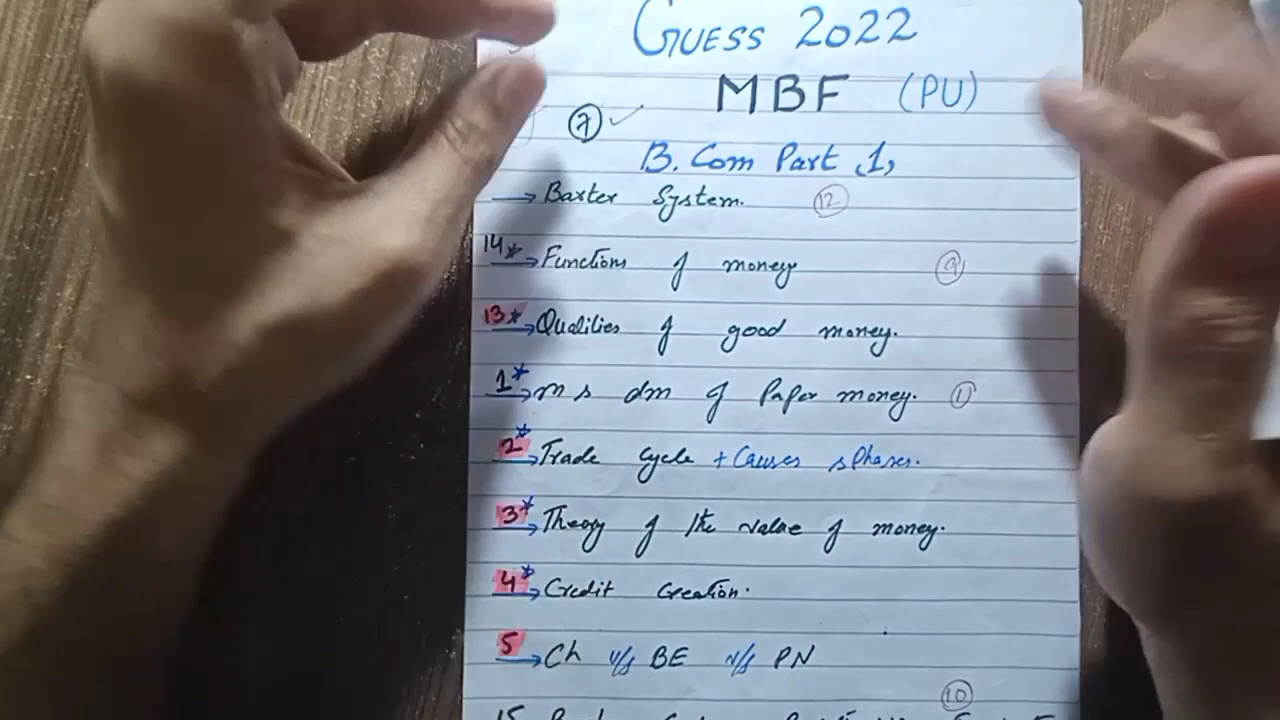 GUESS 2022
MBF (PU)
7 ✓
B. Com Part 1,
→ Barter System. 12
14* → Functions of money 9
13* → Qualities of good money.
1* → m s dm of Paper money. 1
2* → Trade Cycle + Causes s Phases.
3* → Theory of the value of money.
4* → Credit Creation.
5 → Ch v/s BE v/s PN
10
15